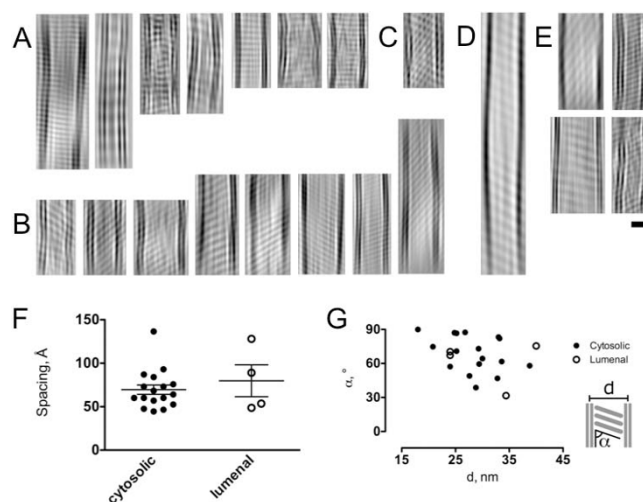 A
B
C
D
E
F
Spacing, Å
150
100
50
0
cytosolic
lumenal
G
α,°
90
60
30
0
15
25
35
45
d, nm
Cytosolic
Lumenal
d
α